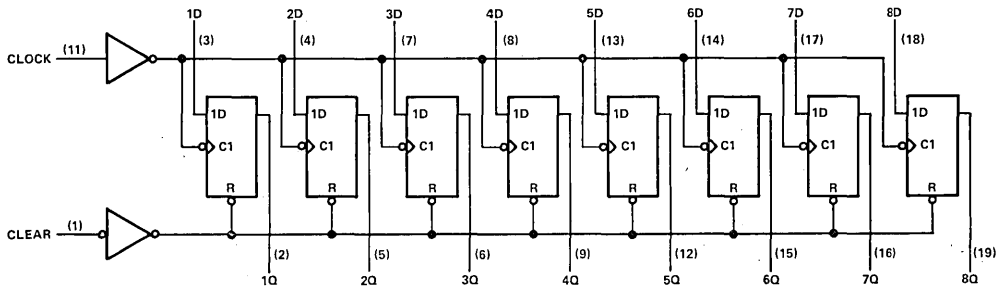 1D 2D 3D 4D 5D 6D 7D 8D
(3) (4) (7) (8) (13) (14) (17) (18)
CLOCK (11)
1D 1D 1D 1D 1D 1D 1D 1D
C1 C1 C1 C1 C1 C1 C1 C1
R R R R R R R R
CLEAR (1)
(2) (5) (6) (9) (12) (15) (16) (19)
1Q 2Q 3Q 4Q 5Q 6Q 7Q 8Q